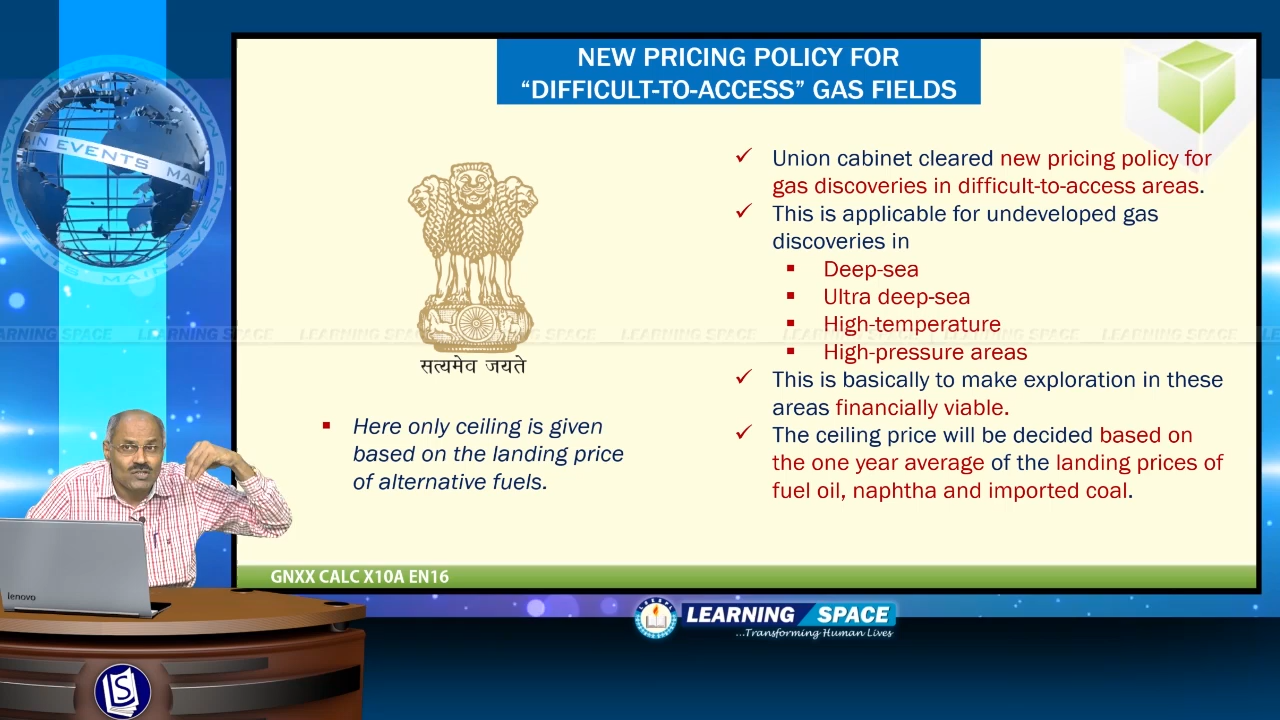 NEW PRICING POLICY FOR
“DIFFICULT-TO-ACCESS” GAS FIELDS
MAIN EVENTS
✓ Union cabinet cleared new pricing policy for
gas discoveries in difficult-to-access areas.
✓ This is applicable for undeveloped gas
discoveries in
▪ Deep-sea
▪ Ultra deep-sea
▪ High-temperature
▪ High-pressure areas
✓ This is basically to make exploration in these
areas financially viable.
✓ The ceiling price will be decided based on
the one year average of the landing prices of
fuel oil, naphtha and imported coal.
सत्यमेव जयते
▪ Here only ceiling is given
based on the landing price
of alternative fuels.
LEARNING SPACE
GNXX CALC X10A EN16
lenovo
LEARNING SPACE
...Transforming Human Lives
LS